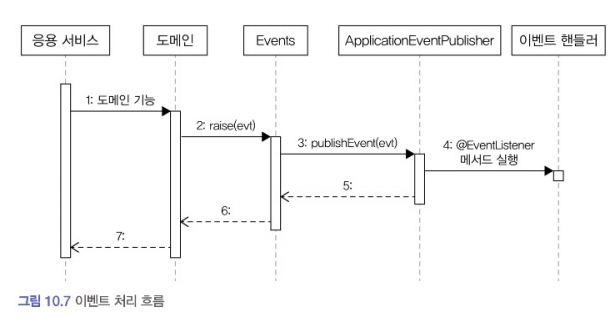 응용 서비스
도메인
Events
ApplicationEventPublisher
이벤트 핸들러
1: 도메인 기능
2: raise(evt)
3: publishEvent(evt)
4: @EventListener
메서드 실행
5:
6:
7:
그림 10.7 이벤트 처리 흐름